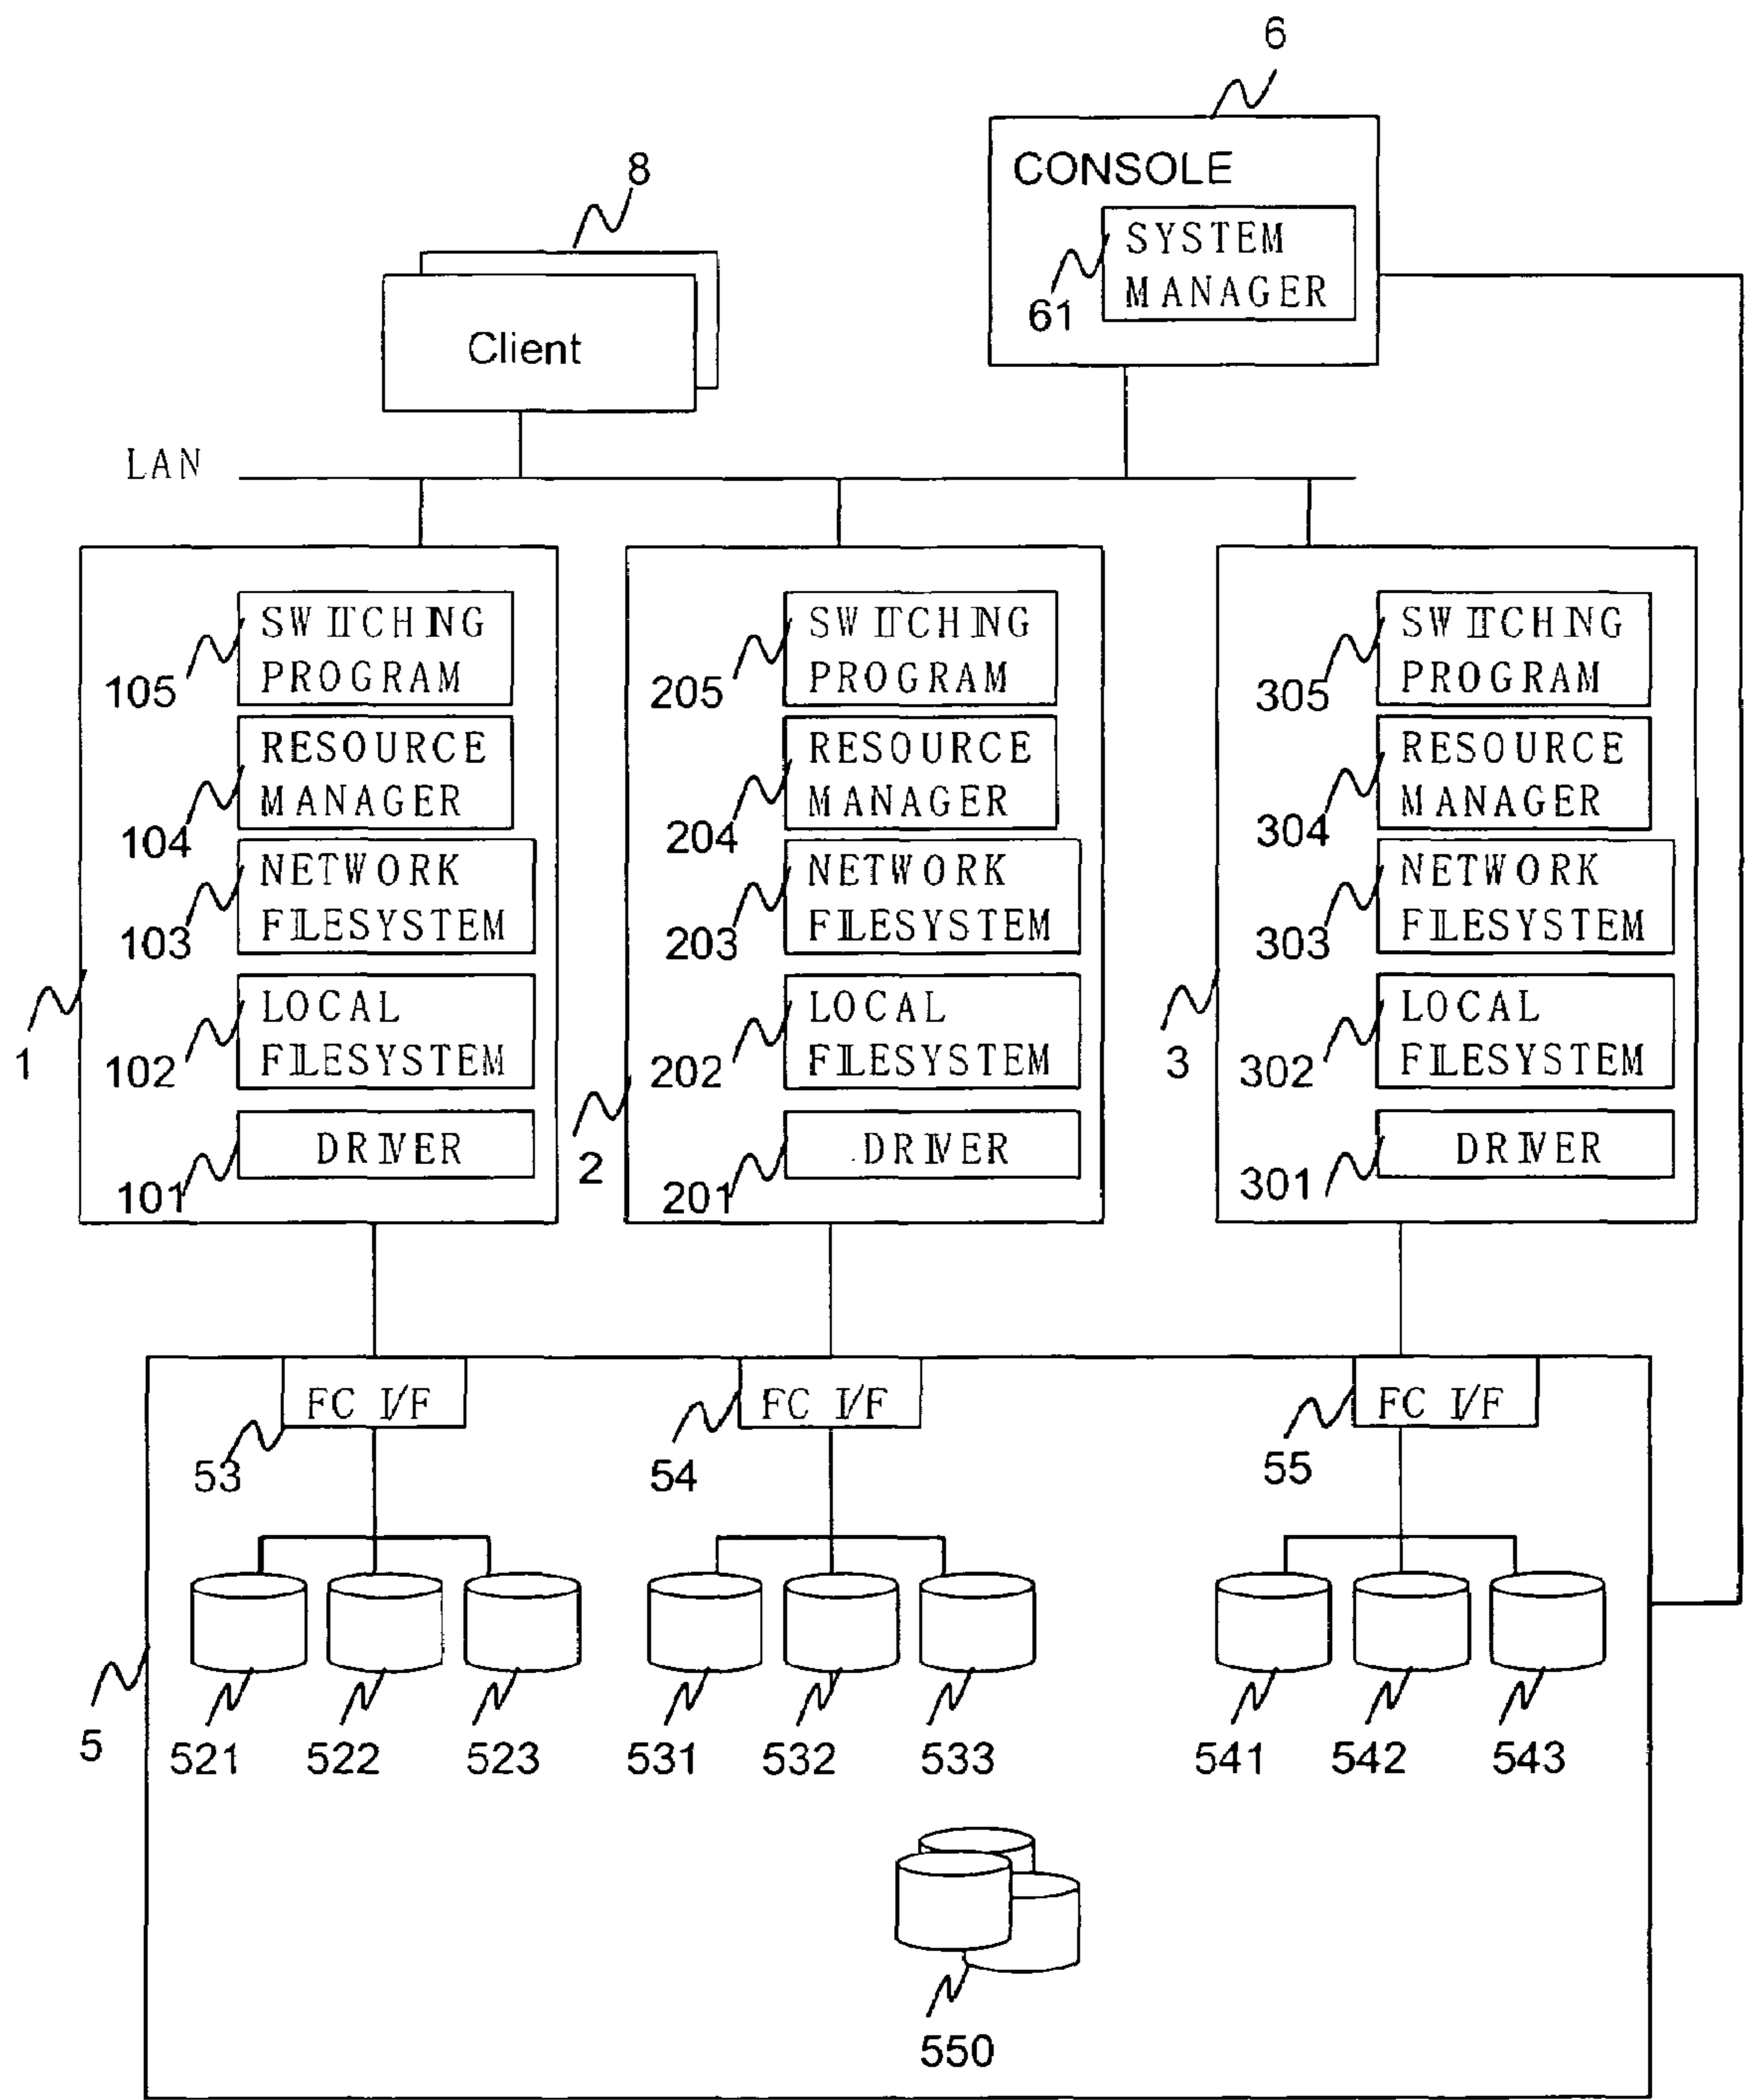 6
CONSOLE
8
SYSTEM
MANAGER
61
Client
LAN
SWITCHING
PROGRAM
105
RESOURCE
MANAGER
104
NETWORK
FILESYSTEM
103
1
LOCAL
FILESYSTEM
102
DRIVER
101
SWITCHING
PROGRAM
205
RESOURCE
MANAGER
204
NETWORK
FILESYSTEM
203
LOCAL
FILESYSTEM
202
2
DRIVER
201
SWITCHING
PROGRAM
305
RESOURCE
MANAGER
304
NETWORK
FILESYSTEM
303
3
LOCAL
FILESYSTEM
302
DRIVER
301
FC I/F
53
FC I/F
54
FC I/F
55
5
521
522
523
531
532
533
541
542
543
550